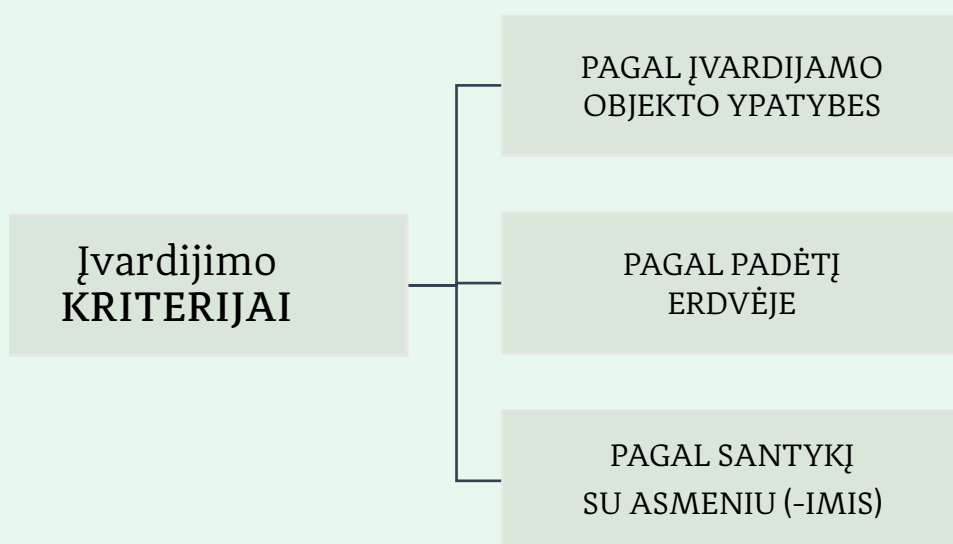 Įvardijimo
KRITERIJAI
PAGAL ĮVARDIJAMO
OBJEKTO YPATYBES
PAGAL PADĖTĮ
ERDVĖJE
PAGAL SANTYKĮ
SU ASMENIU (-IMIS)